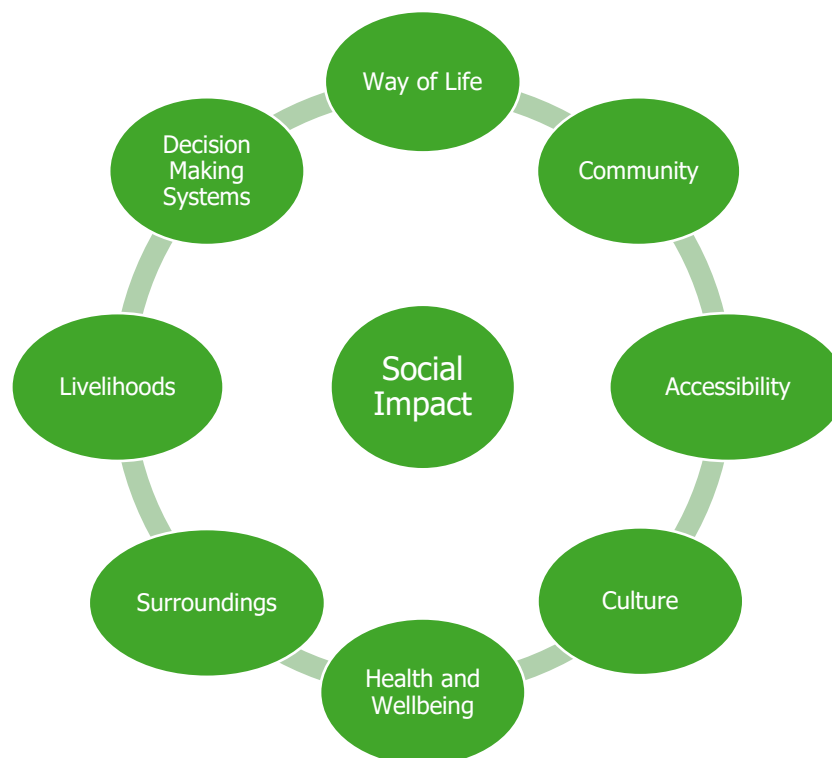 Way of Life
Decision
Making
Systems
Community
Livelihoods
Social
Impact
Accessibility
Surroundings
Culture
Health and
Wellbeing